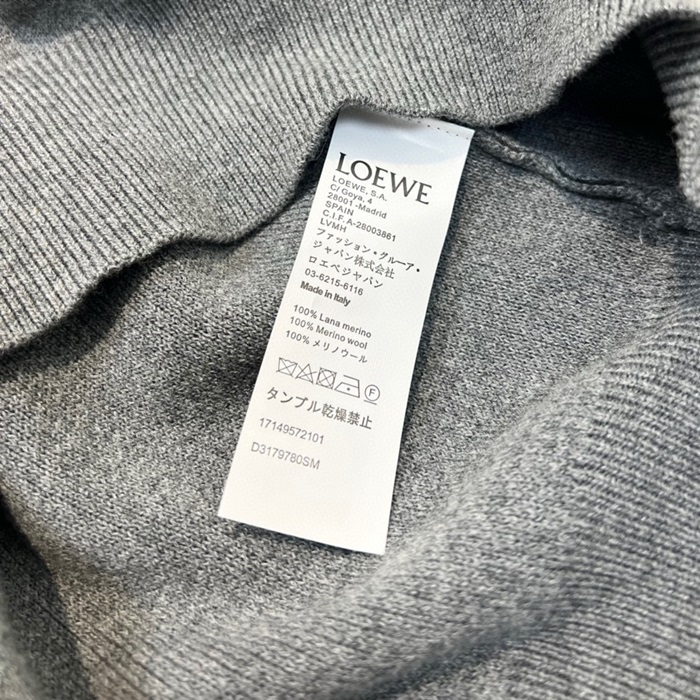 LOEWE
LOEWE, S.A.
C/ Goya, 4
28001 -Madrid
SPAIN
C.I.F. A-28003861
LVMH
ファッション・グループ・
ジャパン株式会社
ロエベジャパン
03-6215-6116
Made in Italy
100% Lana merino
100% Merino wool
100% メリノウール
F
タンブル乾燥禁止
17149572101
D3179780SM